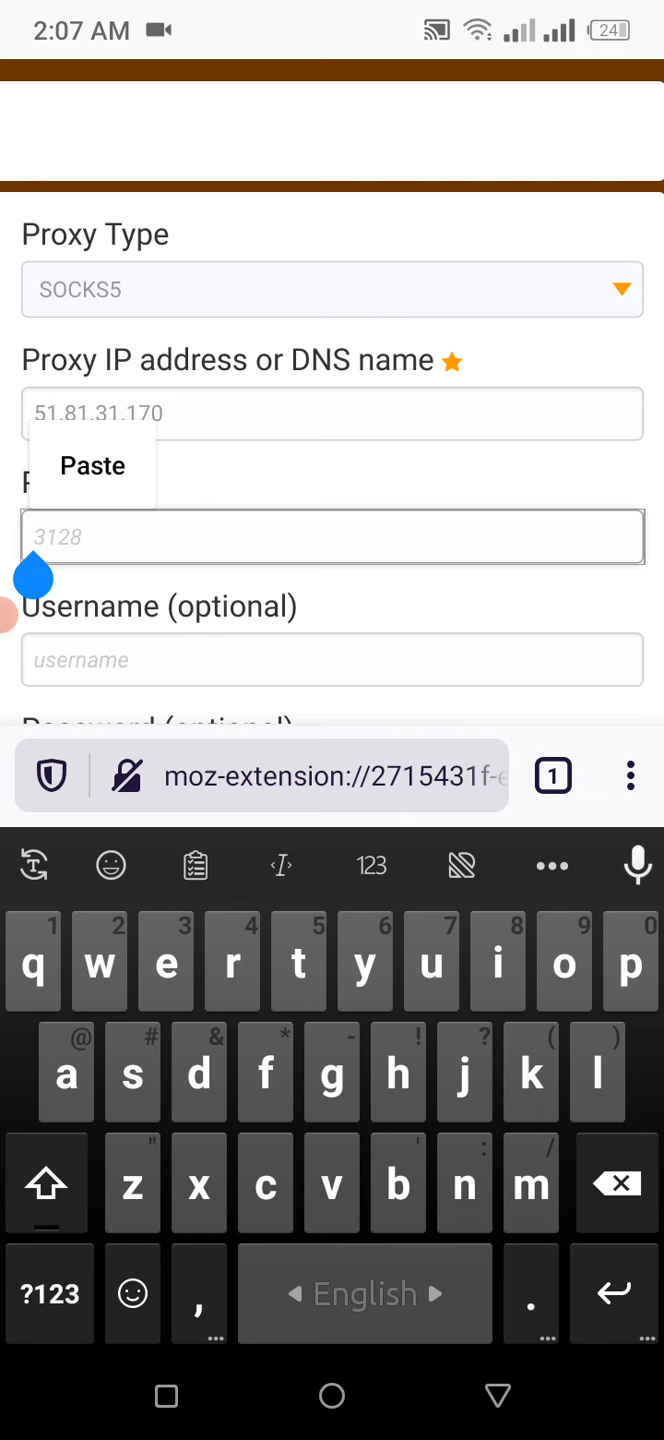 2:07 AM
24
Proxy Type
SOCKS5
Proxy IP address or DNS name
51.81.31.170
Paste
3128
Username (optional)
username
Password (optional)
moz-extension://2715431f-e
1
123
1 2 3 4 5 6 7 8 9 0
q w e r t y u i o p
@ # & * - ! ? ( )
a s d f g h j k l
" ' : /
z x c v b n m
?123 , English .